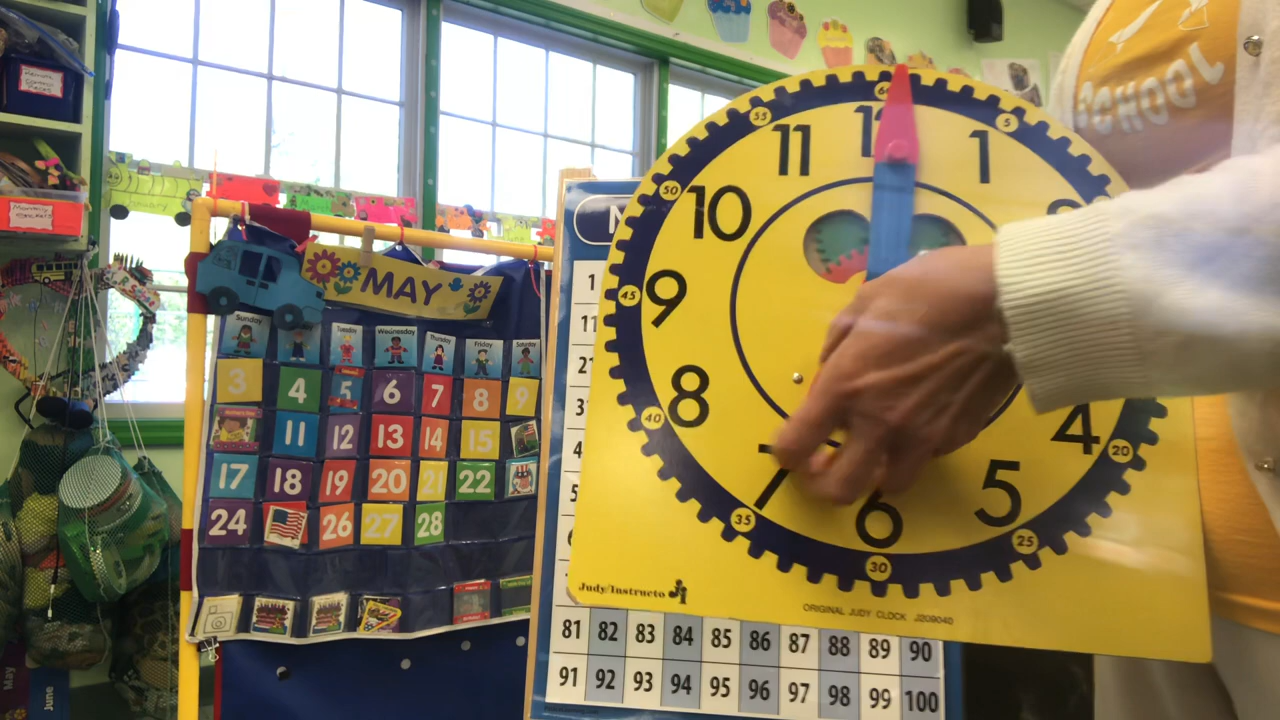 MAY
Sunday
Tuesday
Wednesday
Thursday
Friday
Saturday
3 4 5 6 7 8 9
11 12 13 14 15
17 18 19 20 21 22
24 26 27 28
55 5
11 12 1
50
10
45
9
40
8 4
20
7 6 5
35 30 25
Judy/Instructo
ORIGINAL JUDY CLOCK J209040
SCHOOL
1
11
81 82 83 84 85 86 87 88 89 90
91 92 93 94 95 96 97 98 99 100
May
June